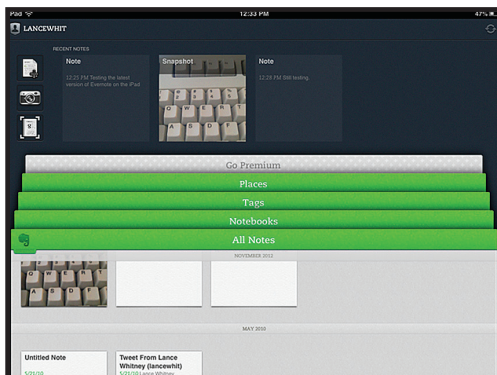 iPad 12:33 PM 47%
LANCEWHIT
RECENT NOTES
Note
12:25 PM Testing the latest
version of Evernote on the iPad
Snapshot
Note
12:28 PM Still testing.
Go Premium
Places
Tags
Notebooks
All Notes
NOVEMBER 2012
MAY 2010
Untitled Note
5/21/10
Tweet From Lance
Whitney (lancewhit)
5/21/10 Lance Whitney